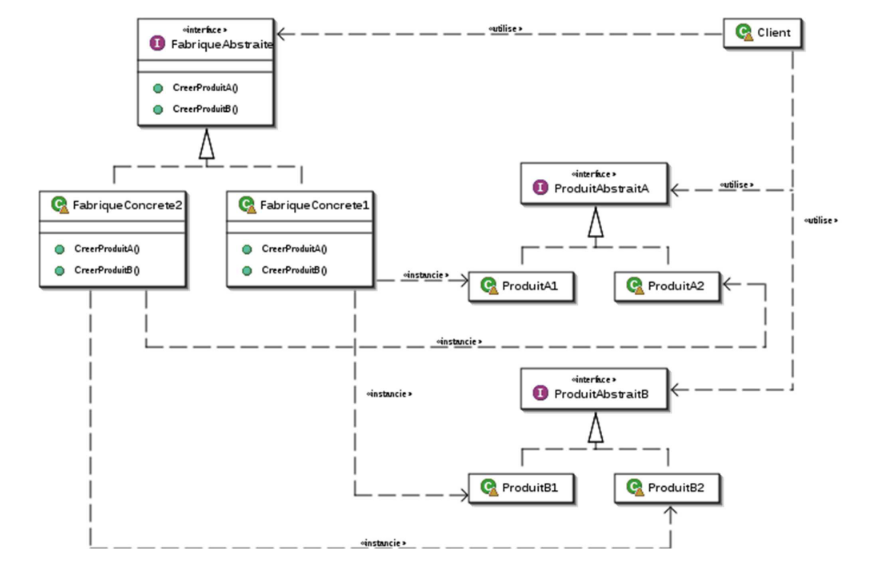 «interface»
FabriqueAbstraite
CreerProduitA()
CreerProduitB()
«utilise»
Client
FabriqueConcrete2
CreerProduitA()
CreerProduitB()
FabriqueConcrete1
CreerProduitA()
CreerProduitB()
«interface»
ProduitAbstraitA
«utilise»
«utilise»
«instancie»
ProduitA1
ProduitA2
«instancie»
«interface»
ProduitAbstraitB
«instancie»
ProduitB1
ProduitB2
«instancie»